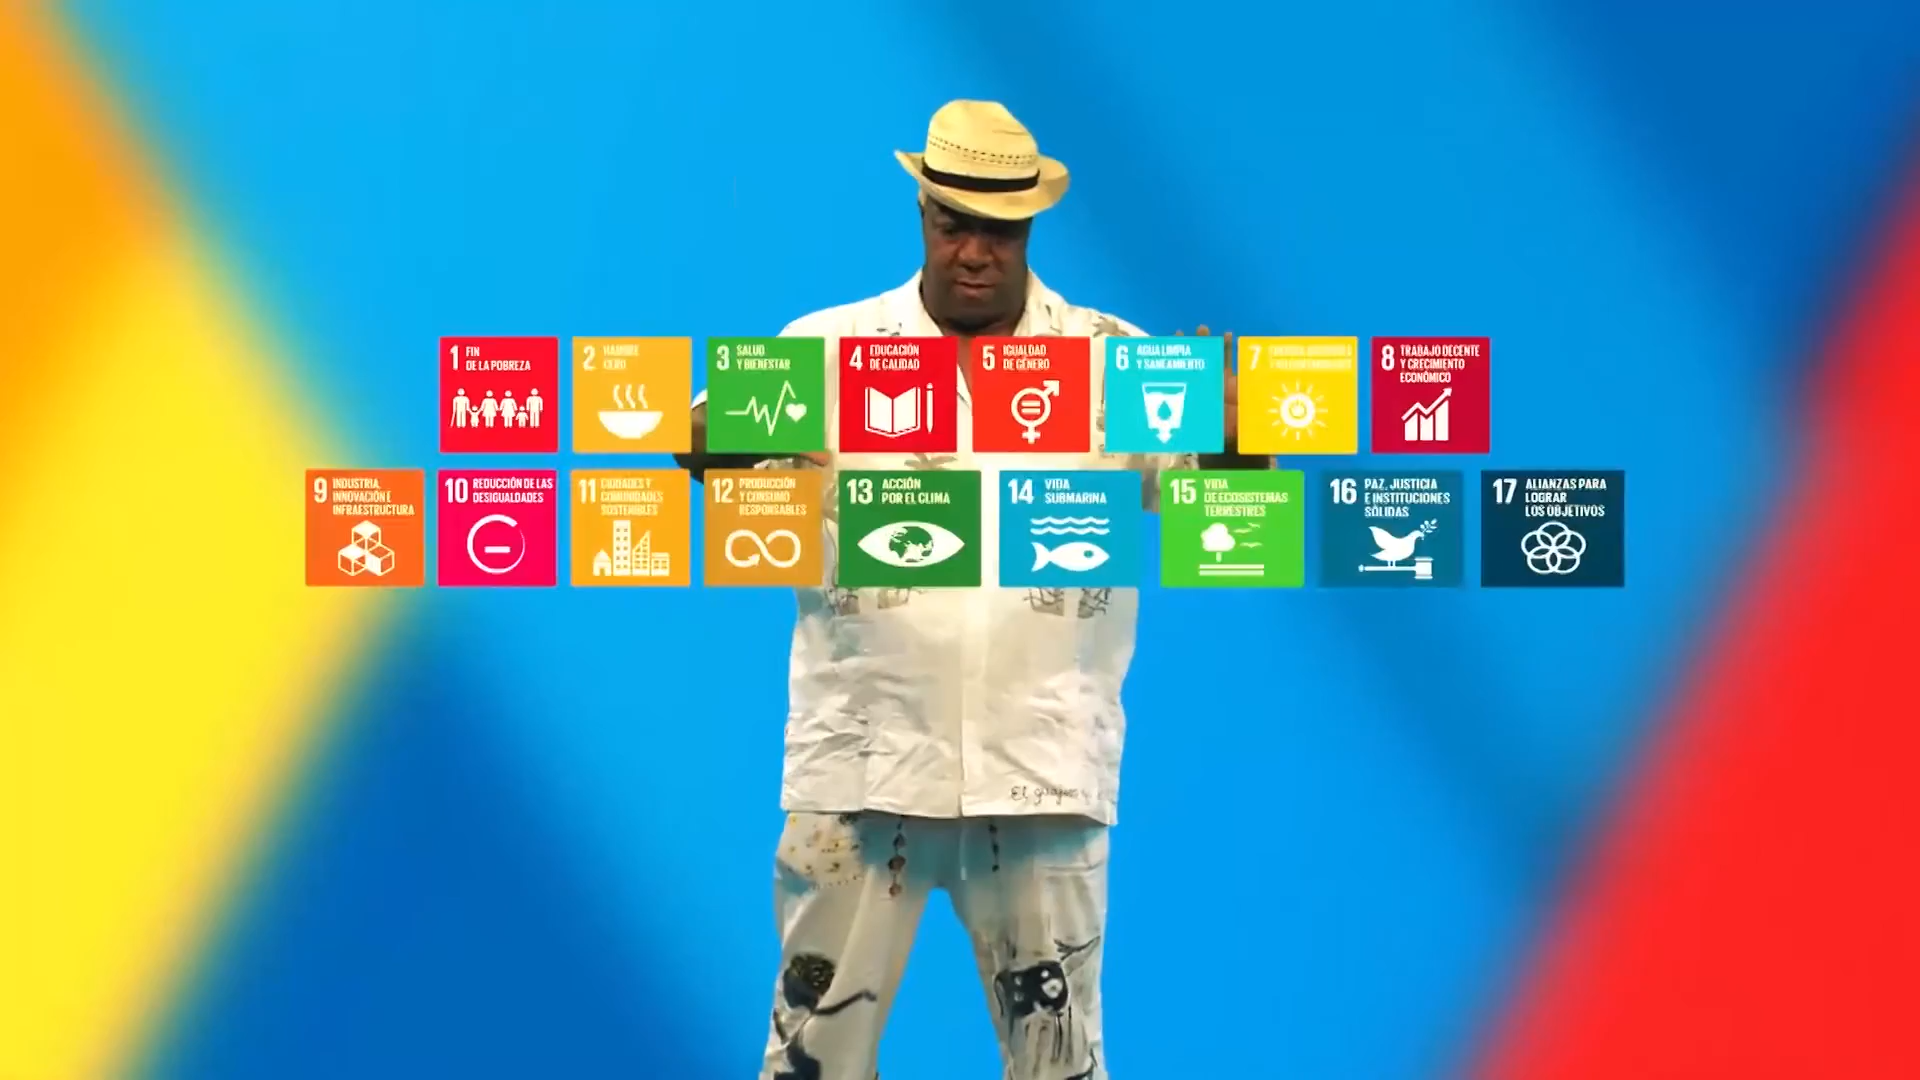 1 FIN
DE LA POBREZA
2 HAMBRE
CERO
3 SALUD
Y BIENESTAR
4 EDUCACIÓN
DE CALIDAD
5 IGUALDAD
DE GÉNERO
6 AGUA LIMPIA
Y SANEAMIENTO
7
8 TRABAJO DECENTE
Y CRECIMIENTO
ECONÓMICO
9 INDUSTRIA,
INNOVACIÓN E
INFRAESTRUCTURA
10 REDUCCIÓN DE LAS
DESIGUALDADES
11 CIUDADES Y
COMUNIDADES
SOSTENIBLES
12 PRODUCCIÓN
Y CONSUMO
RESPONSABLES
13 ACCIÓN
POR EL CLIMA
14 VIDA
SUBMARINA
15 VIDA
DE ECOSISTEMAS
TERRESTRES
16 PAZ, JUSTICIA
E INSTITUCIONES
SÓLIDAS
17 ALIANZAS PARA
LOGRAR
LOS OBJETIVOS
El